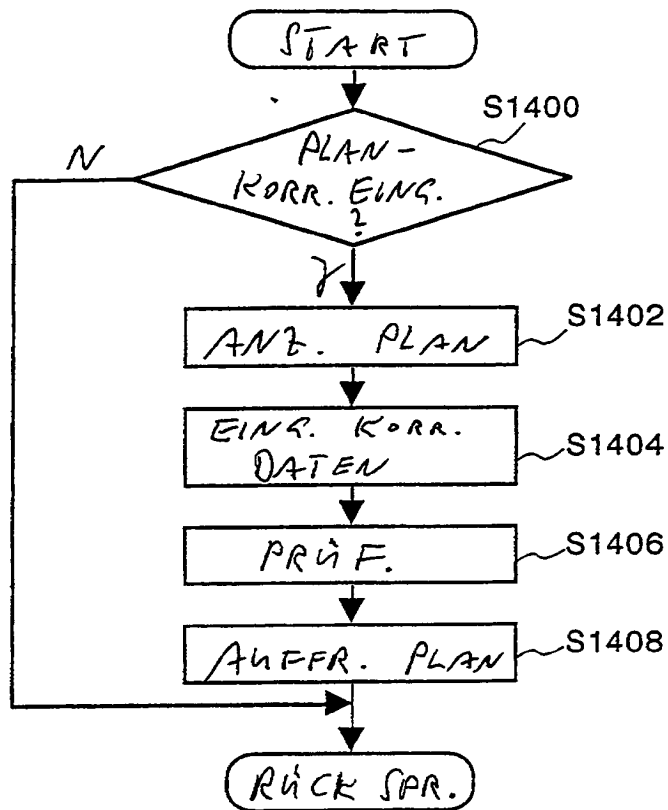 START
S1400
PLAN-
KORR. EING.
?
N
Y
S1402
ANZ. PLAN
EING. KORR.
DATEN
S1404
PRÜF.
S1406
AUFFR. PLAN
S1408
RÜCK SPR.